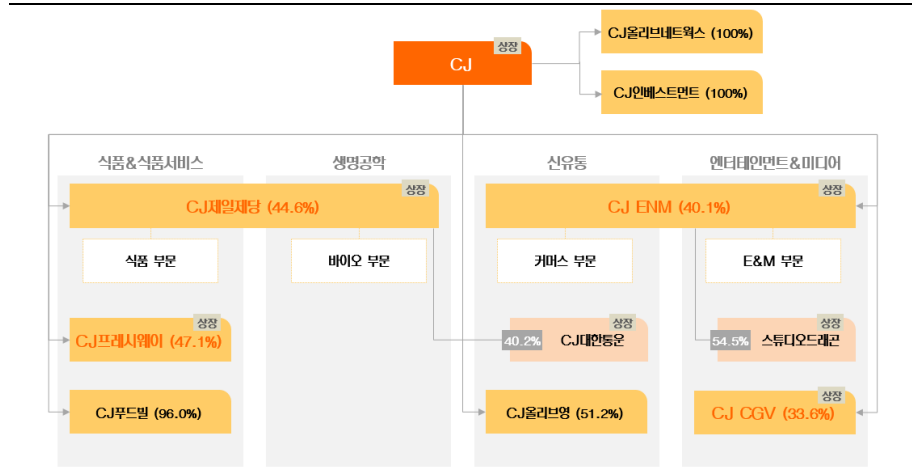 상장
CJ
CJ올리브네트웍스 (100%)
CJ인베스트먼트 (100%)
식품&식품서비스
생명공학
신유통
엔터테인먼트&미디어
상장
CJ제일제당 (44.6%)
상장
CJ ENM (40.1%)
식품 부문
바이오 부문
커머스 부문
E&M 부문
상장
CJ프레시웨이 (47.1%)
상장
40.2% CJ대한통운
상장
54.5% 스튜디오드래곤
CJ푸드빌 (96.0%)
CJ올리브영 (51.2%)
상장
CJ CGV (33.6%)